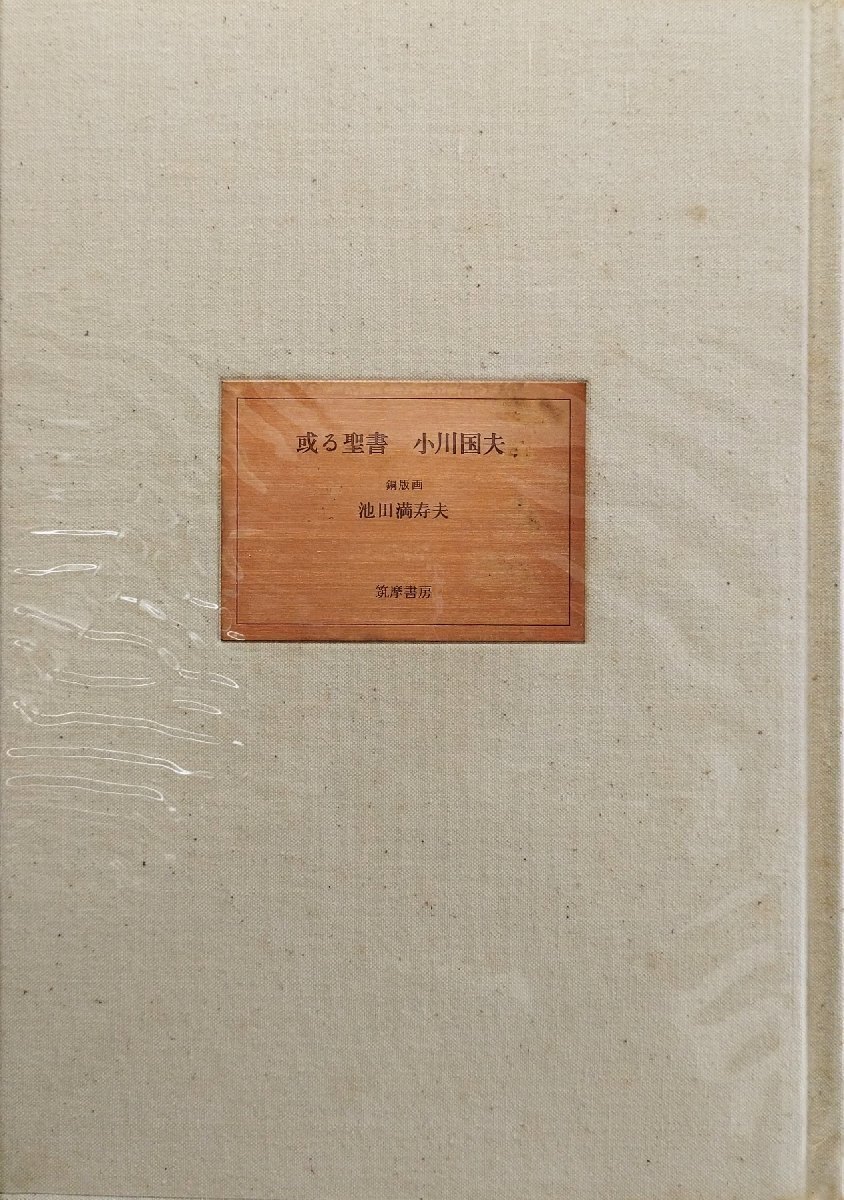 或る聖書　小川国夫
銅版画
池田満寿夫
筑摩書房